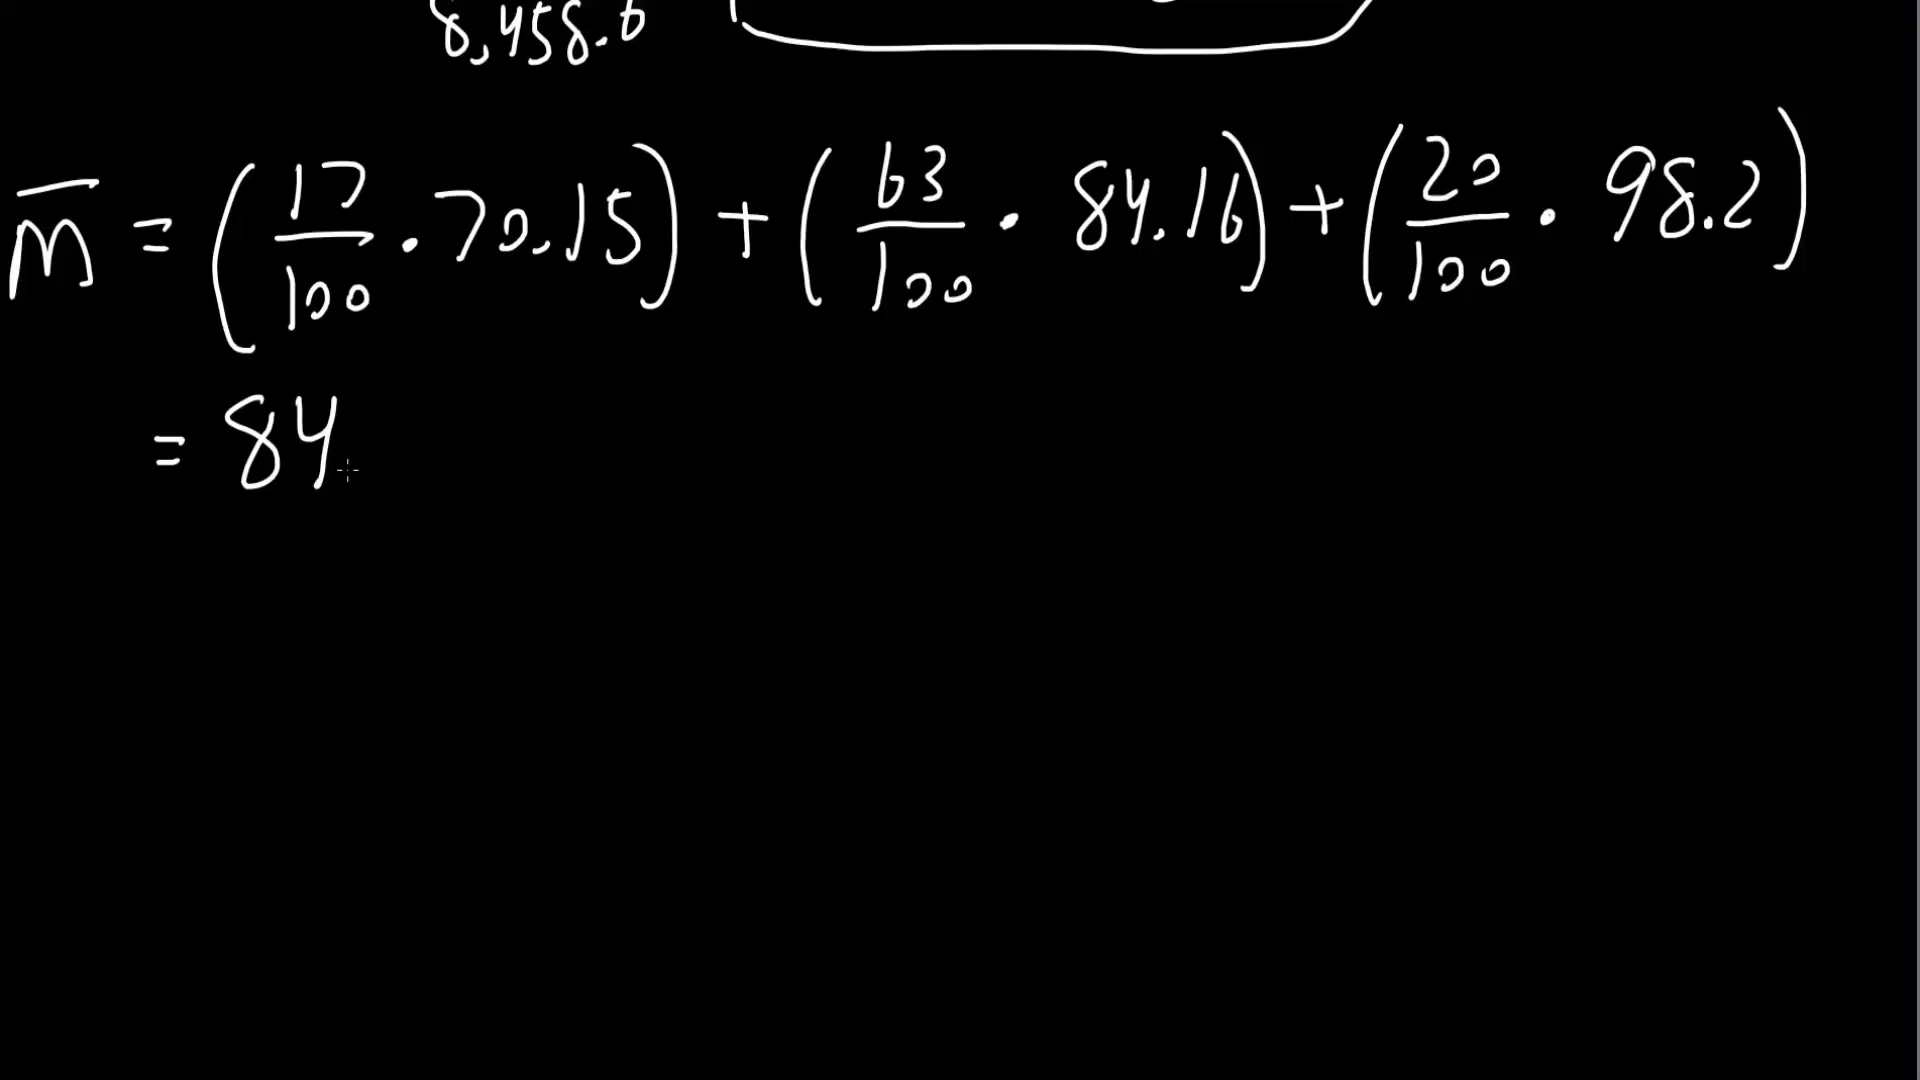 8,458.6
M̅ = (17/100 · 70.15) + (63/100 · 84.16) + (20/100 · 98.2)
= 84